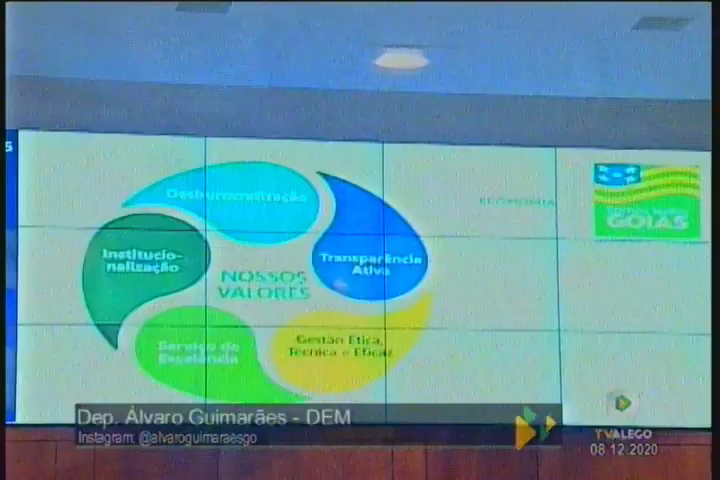 S
Desburocratização
ECONOMIA
GOIÁS
Institucio-
nalização
Transparência
Ativa
NOSSOS
VALORES
Serviço de
Excelência
Gestão Ética,
Técnica e Eficaz
Dep. Álvaro Guimarães - DEM
Instagram: @alvaroguimaraesgo
TVALEGO
08.12.2020